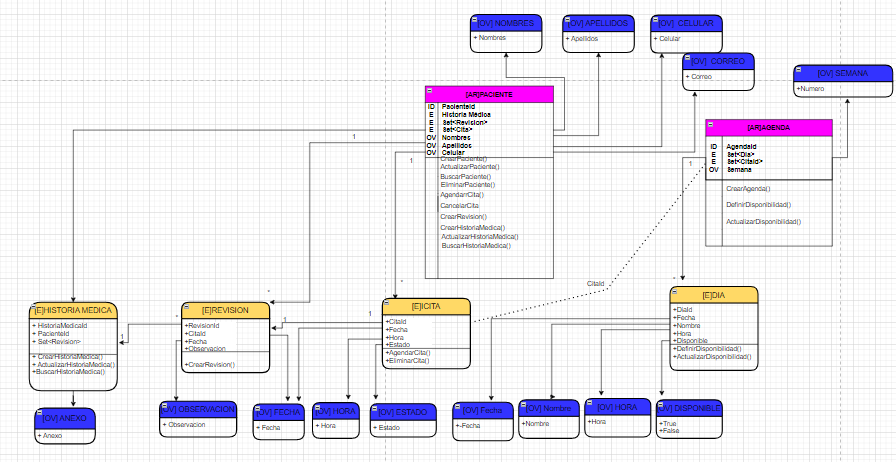 [OV] NOMBRES
+ Nombres
[OV] APELLIDOS
+ Apellidos
[OV] CELULAR
+ Celular
[OV] CORREO
+ Correo
[OV] SEMANA
+Numero
[AR]PACIENTE
ID PacienteId
E Historia Médica
E Set<Revision>
E Set<Cita>
OV Nombres
OV Apellidos
OV Celular
CrearPaciente()
ActualizarPaciente()
BuscarPaciente()
EliminarPaciente()
AgendarrCita()
CancelarCita
CrearRevision()
CrearHistoriaMedica()
ActualizarHistoriaMedica()
BuscarHistoriaMedica()
[AR]AGENDA
ID AgendaId
E Set<Dia>
E Set<CitaId>
OV Semana
CrearAgenda()
DefinirDisponibilidad()
ActualizarDisponibilidad()
1
1
1
*
*
*
CitaId
[E]HISTORIA MEDICA
+ HistoriaMedicaId
+ PacienteId
+ Set<Revision>
+ CrearHistoriaMedica()
+ ActualizarHistoriaMedica()
+BuscarHistoriaMedica()
1
*
[E]REVISION
+RevisionId
+CitaId
+Fecha
+Observacion
+CrearRevision()
1
1
[E]ICITA
+CitaId
+Fecha
+Hora
+Estado
+AgendarCita()
+EliminarCita()
[E]DIA
+DiaId
+Fecha
+Nombre
+Hora
+Disponible
+DefinirDisponibilidad()
+ActualizarDisponibilidad()
[OV] ANEXO
+ Anexo
[OV] OBSERVACION
+ Observacion
[OV] FECHA
+ Fecha
[OV] HORA
+ Hora
[OV] ESTADO
+ Estado
[OV] Fecha
+-Fecha
[OV] Nombre
+Nombre
[OV] HORA
+Hora
[OV] DISPONIBLE
+True
+False